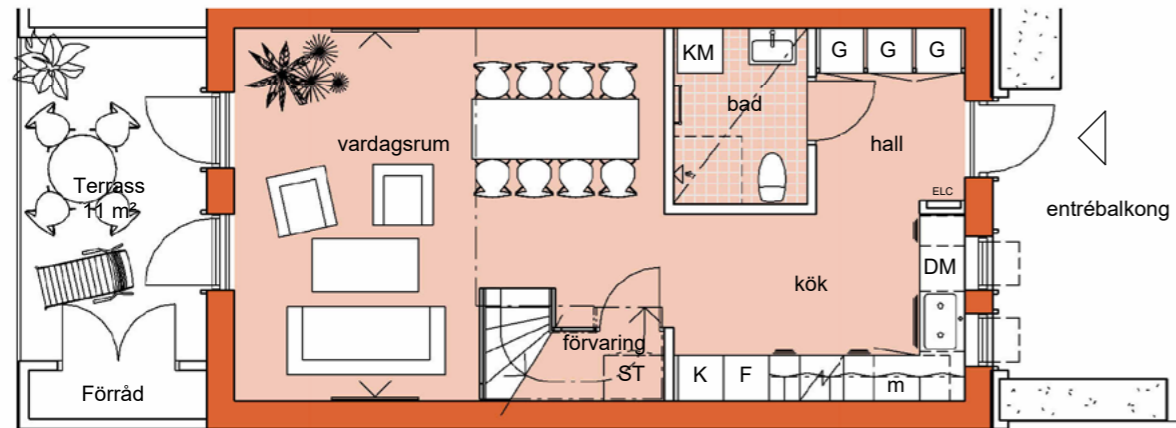 KM
G
G
G
bad
vardagsrum
hall
Terrass
11 m²
ELC
entrébalkong
DM
kök
förvaring
ST
K
F
m
Förråd